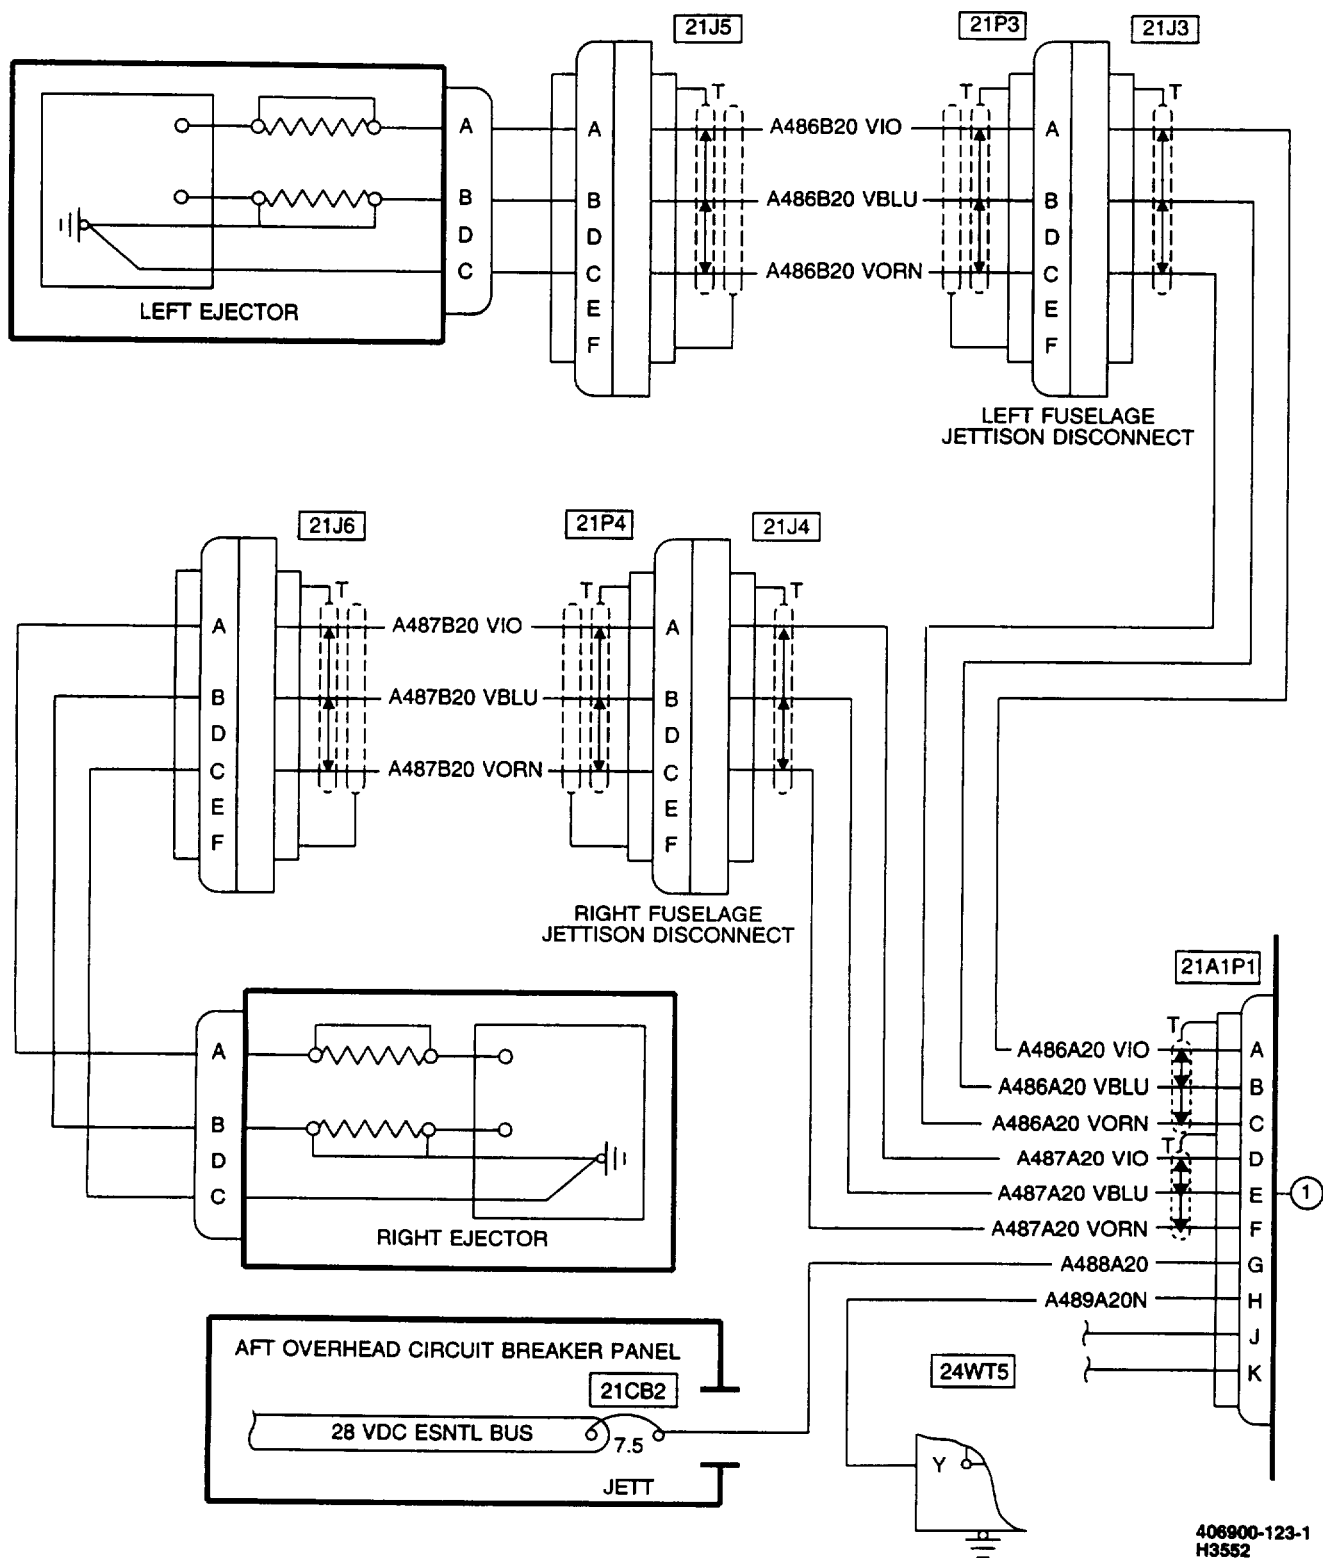 21J5
21P3
21J3
T
T
T
A
A
A486B20 VIO
A
B
B
A486B20 VBLU
B
D
D
D
C
C
A486B20 VORN
C
E
E
F
F
LEFT EJECTOR
LEFT FUSELAGE
JETTISON DISCONNECT
21J6
21P4
21J4
T
T
T
A
A487B20 VIO
A
B
A487B20 VBLU
B
D
D
C
A487B20 VORN
C
E
E
F
F
RIGHT FUSELAGE
JETTISON DISCONNECT
21A1P1
T
A
B
D
C
RIGHT EJECTOR
A486A20 VIO
A
A486A20 VBLU
B
A486A20 VORN
C
T
A487A20 VIO
D
A487A20 VBLU
E
1
A487A20 VORN
F
A488A20
G
A489A20N
H
J
K
AFT OVERHEAD CIRCUIT BREAKER PANEL
21CB2
28 VDC ESNTL BUS
7.5
JETT
24WT5
Y
406900-123-1
H3552